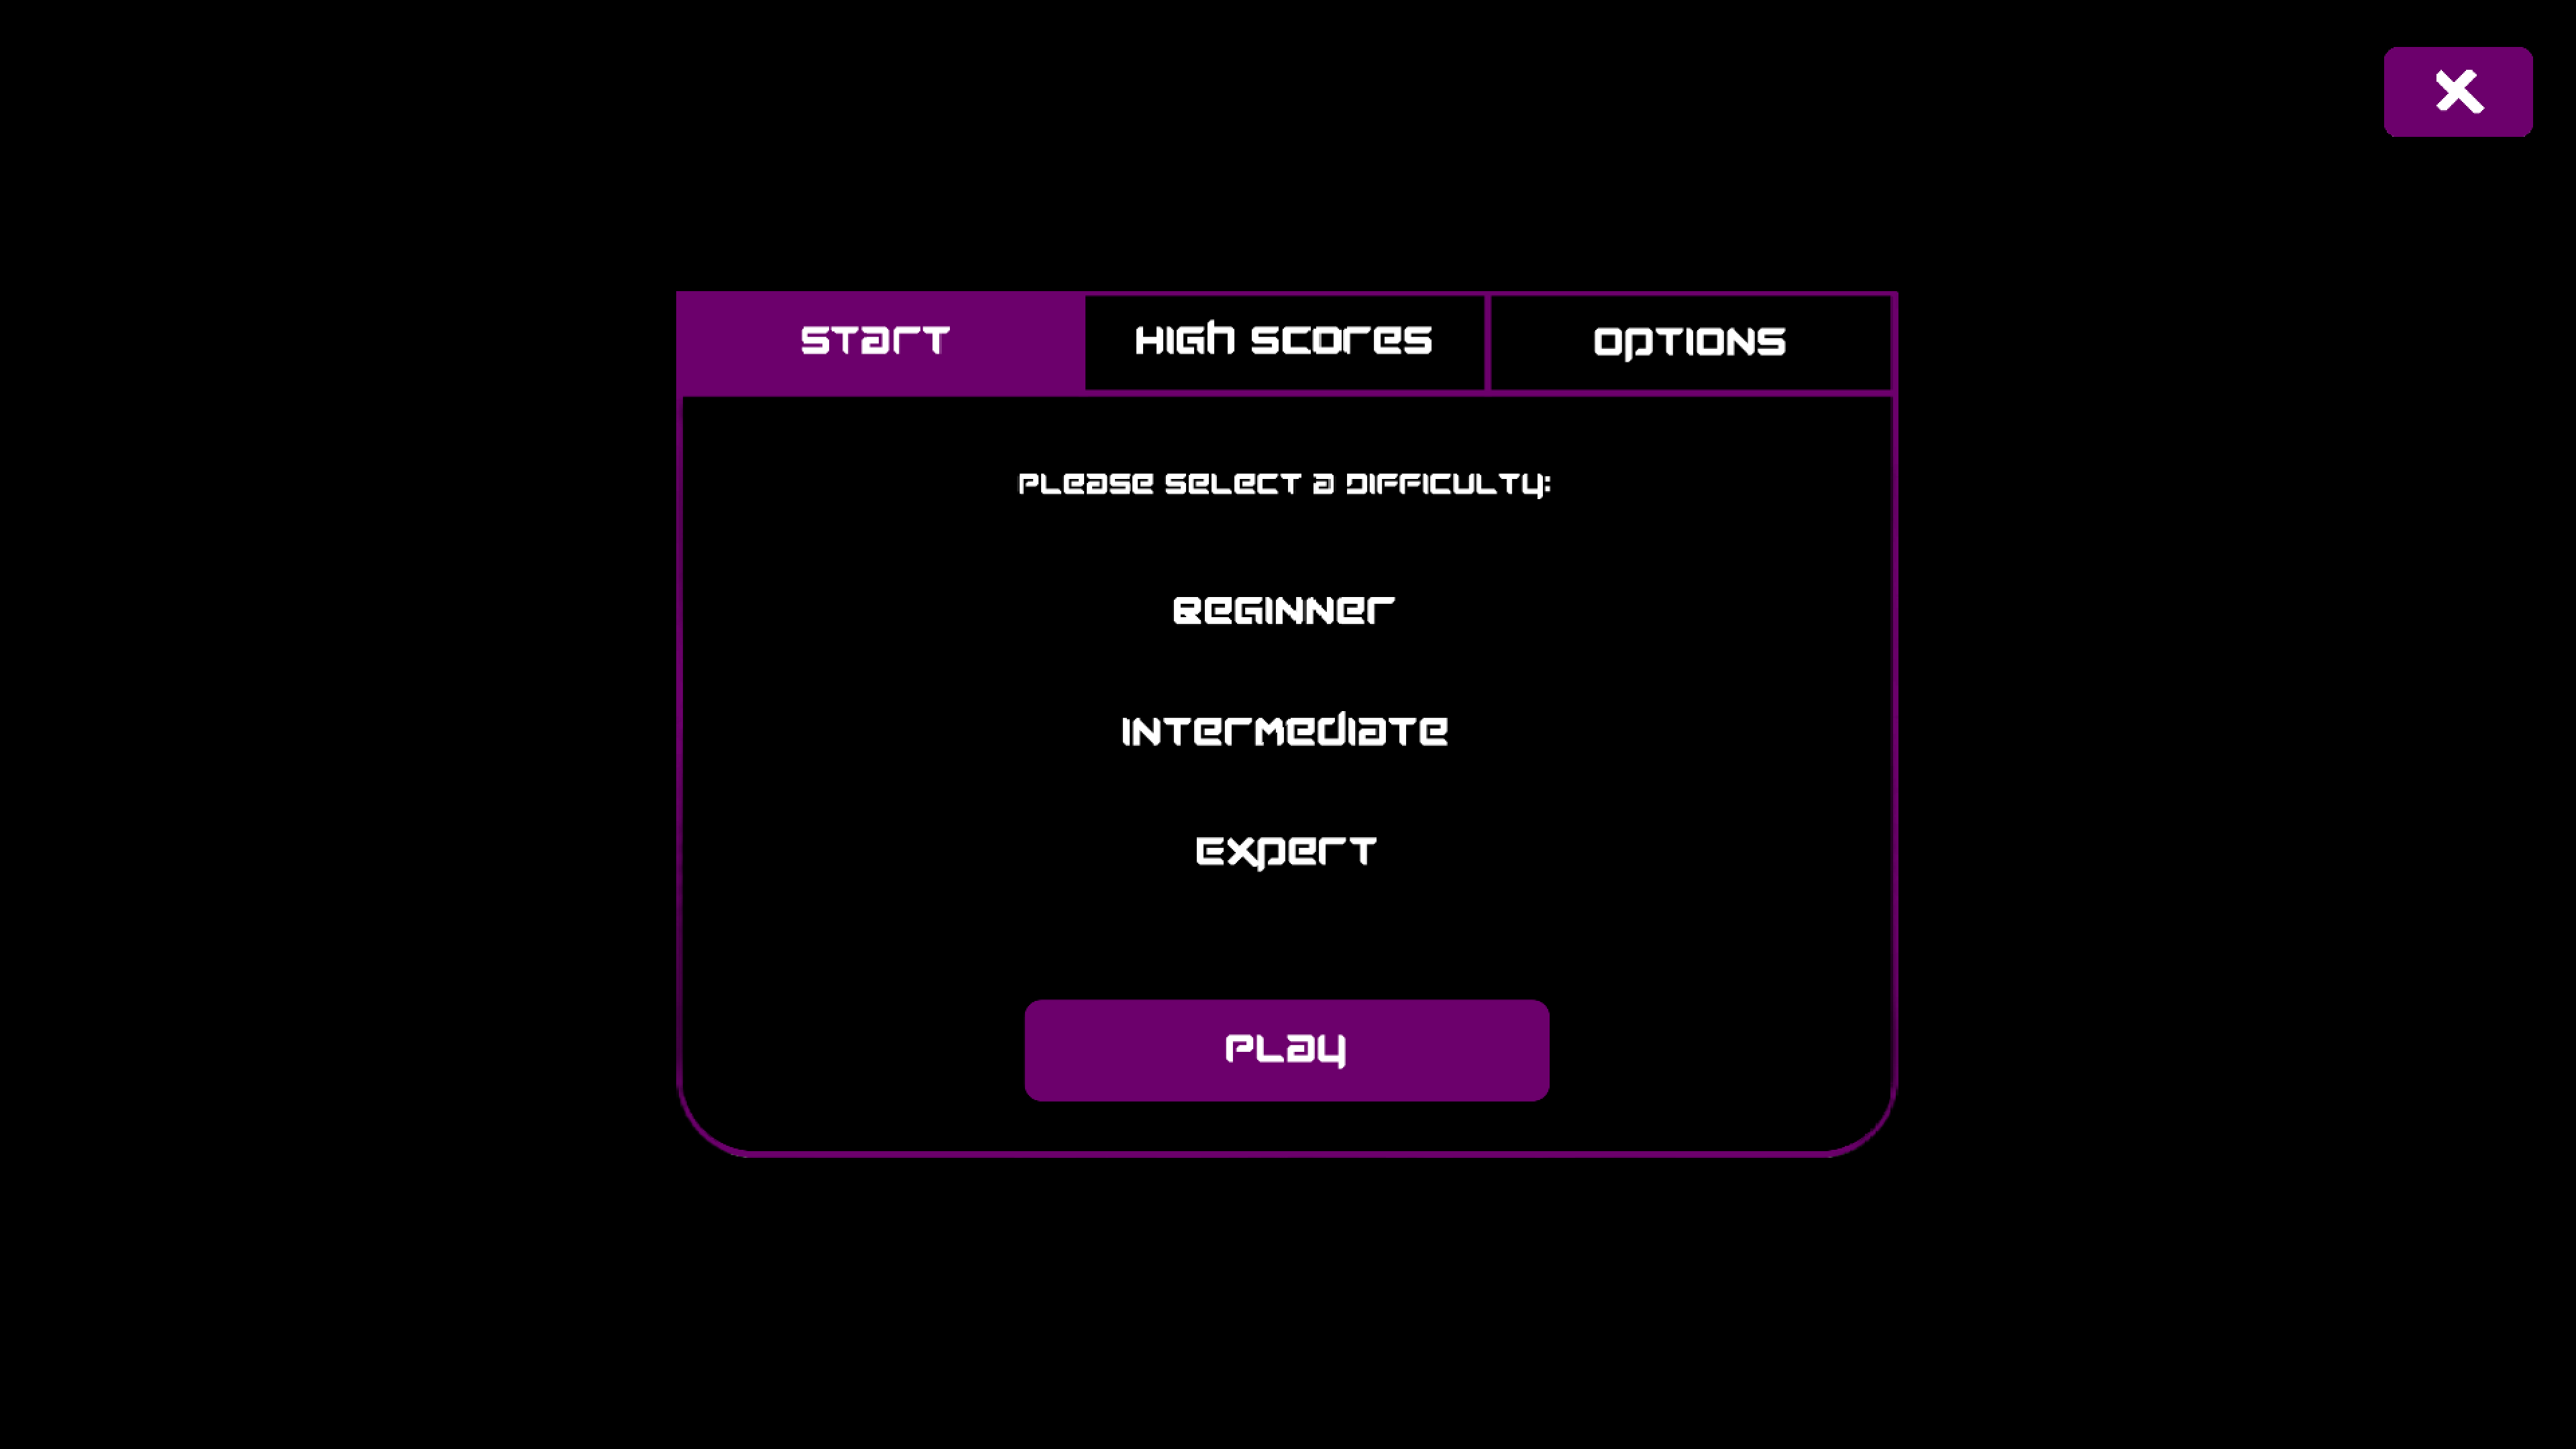 X
START
HIGH SCORES
OPTIONS
PLEASE SELECT A DIFFICULTY:
BEGINNER
INTERMEDIATE
EXPERT
PLAY